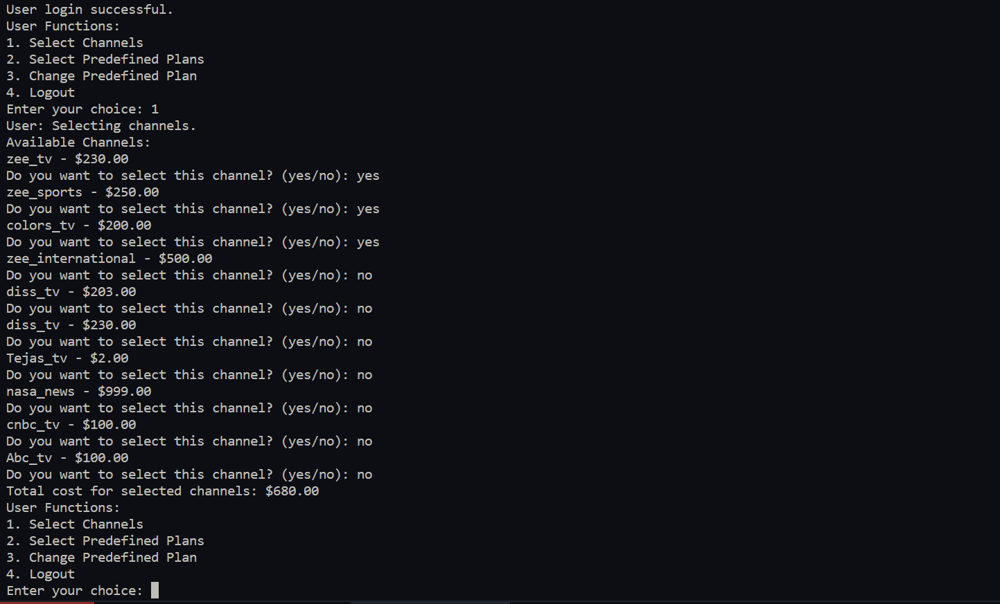 User login successful.
User Functions:
1. Select Channels
2. Select Predefined Plans
3. Change Predefined Plan
4. Logout
Enter your choice: 1
User: Selecting channels.
Available Channels:
zee_tv - $230.00
Do you want to select this channel? (yes/no): yes
zee_sports - $250.00
Do you want to select this channel? (yes/no): yes
colors_tv - $200.00
Do you want to select this channel? (yes/no): yes
zee_international - $500.00
Do you want to select this channel? (yes/no): no
diss_tv - $203.00
Do you want to select this channel? (yes/no): no
diss_tv - $230.00
Do you want to select this channel? (yes/no): no
Tejas_tv - $2.00
Do you want to select this channel? (yes/no): no
nasa_news - $999.00
Do you want to select this channel? (yes/no): no
cnbc_tv - $100.00
Do you want to select this channel? (yes/no): no
Abc_tv - $100.00
Do you want to select this channel? (yes/no): no
Total cost for selected channels: $680.00
User Functions:
1. Select Channels
2. Select Predefined Plans
3. Change Predefined Plan
4. Logout
Enter your choice: